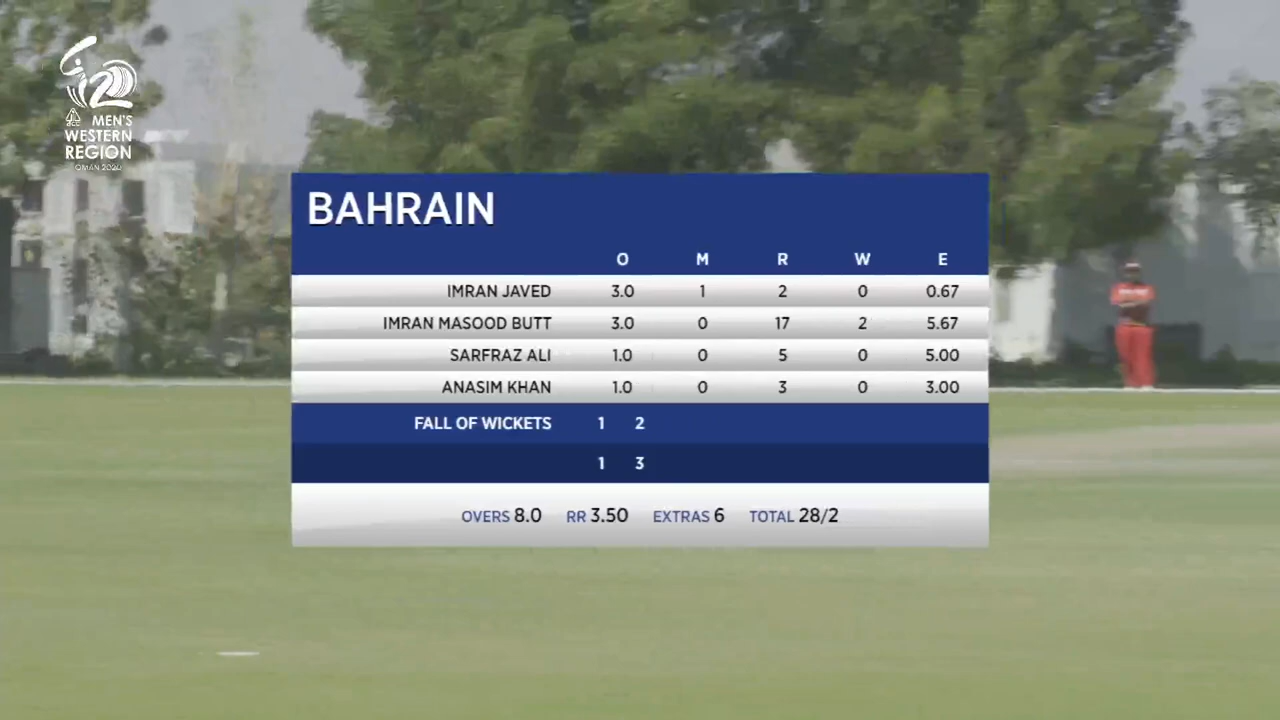 T20
ACC MEN'S
WESTERN
REGION
OMAN 2020
BAHRAIN
O M R W E
IMRAN JAVED 3.0 1 2 0 0.67
IMRAN MASOOD BUTT 3.0 0 17 2 5.67
SARFRAZ ALI 1.0 0 5 0 5.00
ANASIM KHAN 1.0 0 3 0 3.00
FALL OF WICKETS 1 2
1 3
OVERS 8.0 RR 3.50 EXTRAS 6 TOTAL 28/2